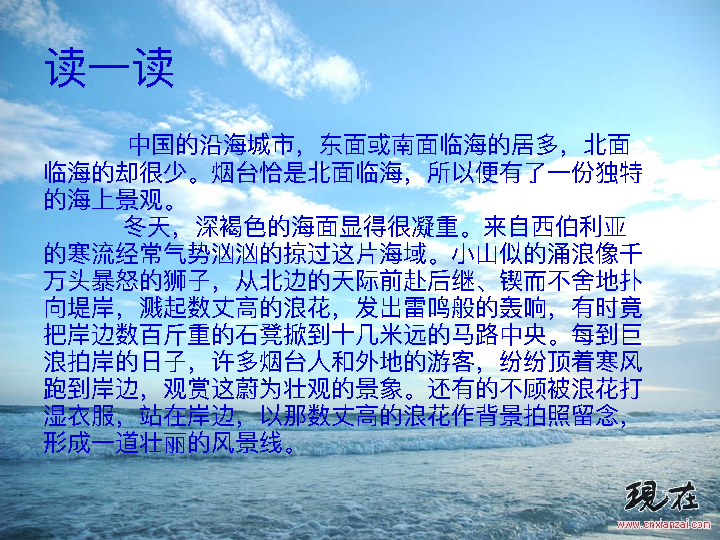 读一读
中国的沿海城市，东面或南面临海的居多，北面
临海的却很少。烟台恰是北面临海，所以便有了一份独特
的海上景观。
冬天，深褐色的海面显得很凝重。来自西伯利亚
的寒流经常气势汹汹的掠过这片海域。小山似的涌浪像千
万头暴怒的狮子，从北边的天际前赴后继、锲而不舍地扑
向堤岸，溅起数丈高的浪花，发出雷鸣般的轰响，有时竟
把岸边数百斤重的石凳掀到十几米远的马路中央。每到巨
浪拍岸的日子，许多烟台人和外地的游客，纷纷顶着寒风
跑到岸边，观赏这蔚为壮观的景象。还有的不顾被浪花打
湿衣服，站在岸边，以那数丈高的浪花作背景拍照留念，
形成一道壮丽的风景线。
現在
www.cnxianzai.com